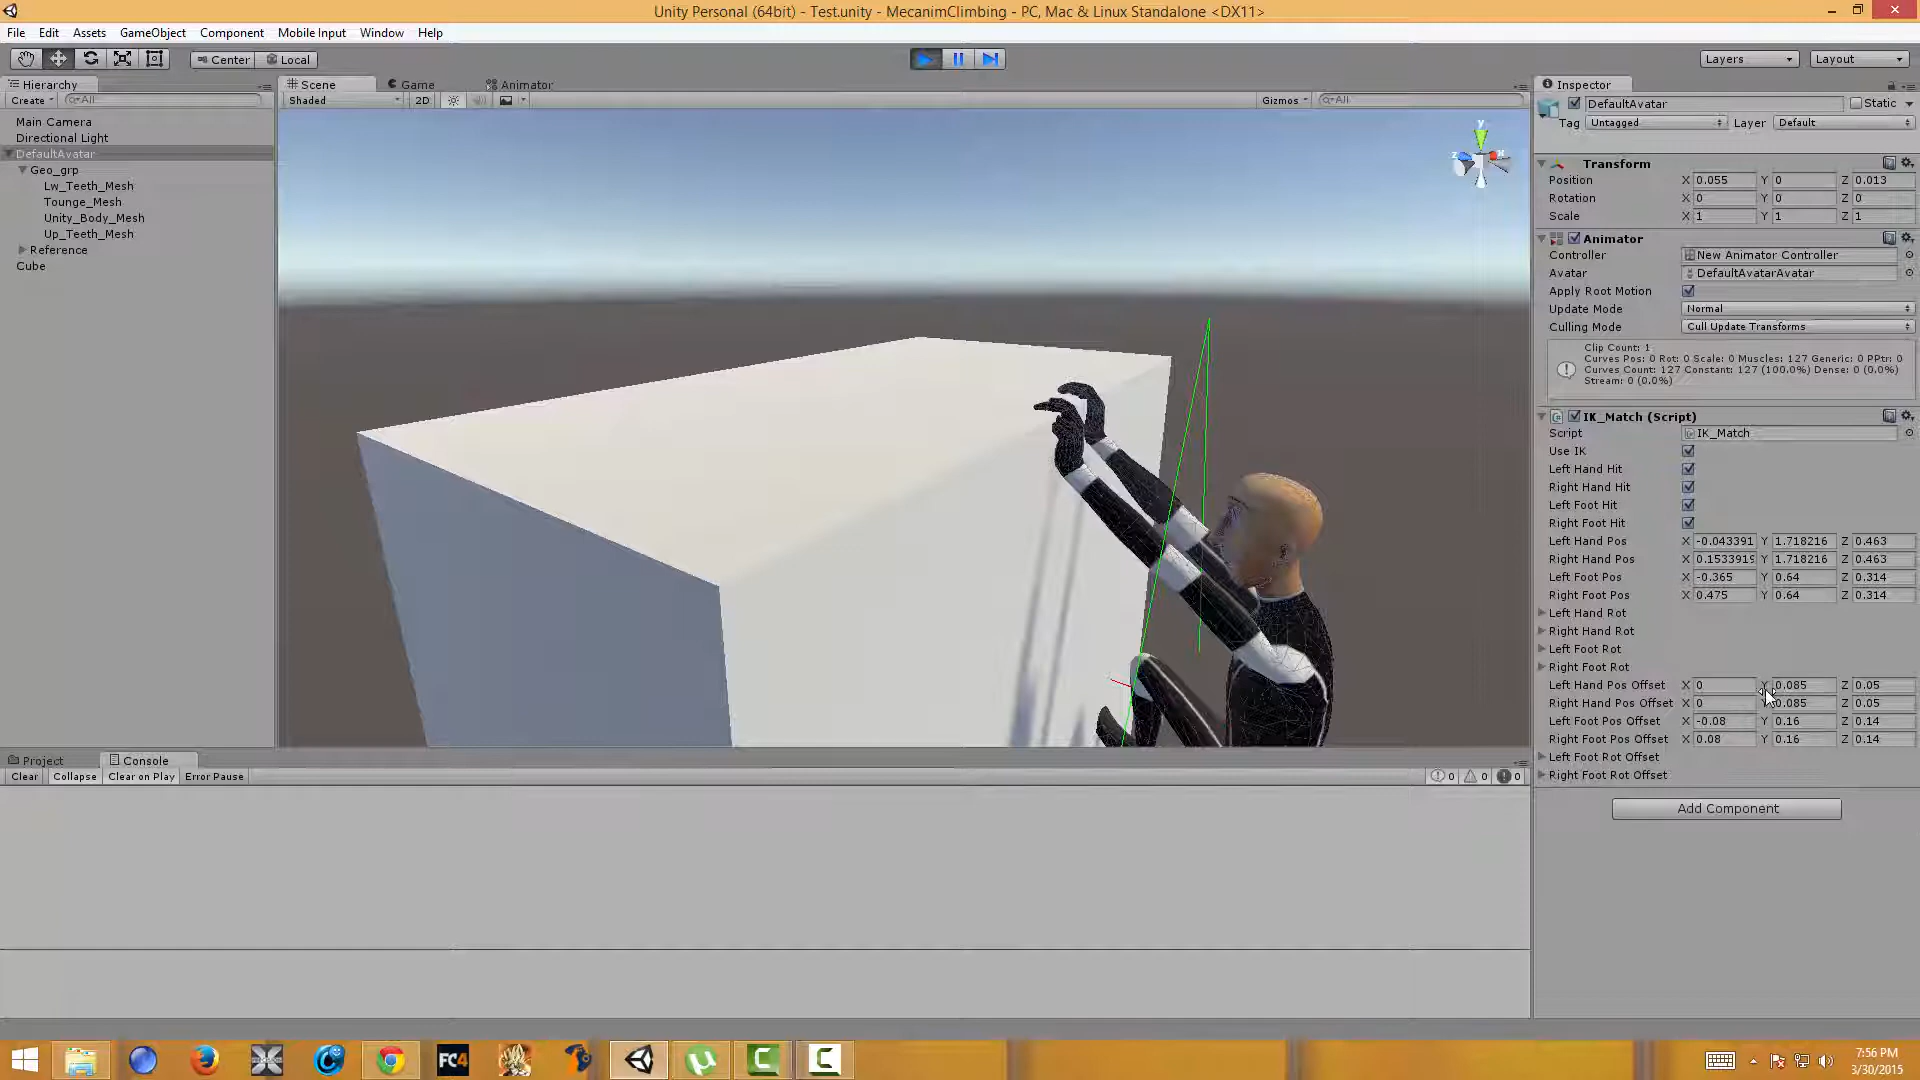 Unity Personal (64bit) - Test.unity - MecanimClimbing - PC, Mac & Linux Standalone <DX11>
File Edit Assets GameObject Component Mobile Input Window Help
Center Local Layers Layout
Hierarchy Scene Game Animator Inspector
Create All Shaded 2D Gizmos All
DefaultAvatar Static
Tag Untagged Layer Default
Main Camera
Directional Light
DefaultAvatar
Geo_grp
Lw_Teeth_Mesh
Tounge_Mesh
Unity_Body_Mesh
Up_Teeth_Mesh
Reference
Cube
y
z x
Transform
Position X 0.055 Y 0 Z 0.013
Rotation X 0 Y 0 Z 0
Scale X 1 Y 1 Z 1
Animator
Controller New Animator Controller
Avatar DefaultAvatarAvatar
Apply Root Motion
Update Mode Normal
Culling Mode Cull Update Transforms
Clip Count: 1
Curves Pos: 0 Rot: 0 Scale: 0 Muscles: 127 Generic: 0 PPtr: 0
Curves Count: 127 Constant: 127 (100.0%) Dense: 0 (0.0%)
Stream: 0 (0.0%)
IK_Match (Script)
Script IK_Match
Use IK
Left Hand Hit
Right Hand Hit
Left Foot Hit
Right Foot Hit
Left Hand Pos X -0.043391 Y 1.718216 Z 0.463
Right Hand Pos X 0.1533919 Y 1.718216 Z 0.463
Left Foot Pos X -0.365 Y 0.64 Z 0.314
Right Foot Pos X 0.475 Y 0.64 Z 0.314
Left Hand Rot
Right Hand Rot
Left Foot Rot
Right Foot Rot
Left Hand Pos Offset X 0 Y 0.085 Z 0.05
Right Hand Pos Offset X 0 0.085 Z 0.05
Left Foot Pos Offset X -0.08 Y 0.16 Z 0.14
Right Foot Pos Offset X 0.08 Y 0.16 Z 0.14
Left Foot Rot Offset
Right Foot Rot Offset
Add Component
Project Console
Clear Collapse Clear on Play Error Pause 0 0 0
FC4
7:56 PM
3/30/2015